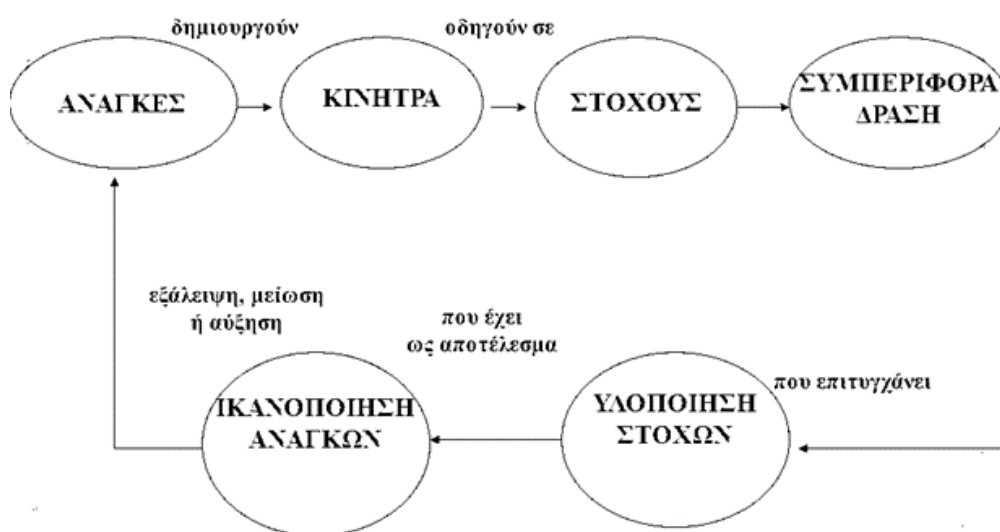 δημιουργούν
οδηγούν σε
ΑΝΑΓΚΕΣ
ΚΙΝΗΤΡΑ
ΣΤΟΧΟΥΣ
ΣΥΜΠΕΡΙΦΟΡΑ
ΔΡΑΣΗ
εξάλειψη, μείωση
ή αύξηση
που έχει
ως αποτέλεσμα
που επιτυγχάνει
ΙΚΑΝΟΠΟΙΗΣΗ
ΑΝΑΓΚΩΝ
ΥΛΟΠΟΙΗΣΗ
ΣΤΟΧΩΝ